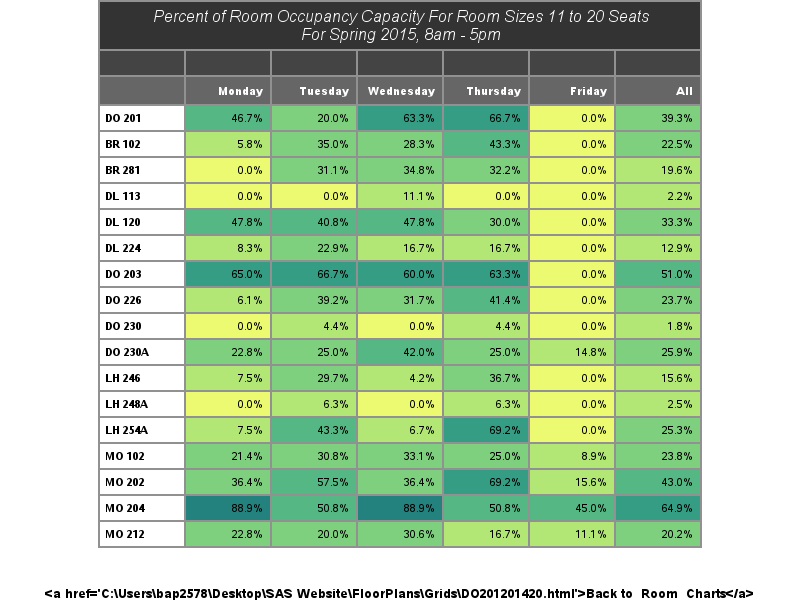 Percent of Room Occupancy Capacity For Room Sizes 11 to 20 Seats
For Spring 2015, 8am - 5pm
Monday Tuesday Wednesday Thursday Friday All
DO 201 46.7% 20.0% 63.3% 66.7% 0.0% 39.3%
BR 102 5.8% 35.0% 28.3% 43.3% 0.0% 22.5%
BR 281 0.0% 31.1% 34.8% 32.2% 0.0% 19.6%
DL 113 0.0% 0.0% 11.1% 0.0% 0.0% 2.2%
DL 120 47.8% 40.8% 47.8% 30.0% 0.0% 33.3%
DL 224 8.3% 22.9% 16.7% 16.7% 0.0% 12.9%
DO 203 65.0% 66.7% 60.0% 63.3% 0.0% 51.0%
DO 226 6.1% 39.2% 31.7% 41.4% 0.0% 23.7%
DO 230 0.0% 4.4% 0.0% 4.4% 0.0% 1.8%
DO 230A 22.8% 25.0% 42.0% 25.0% 14.8% 25.9%
LH 246 7.5% 29.7% 4.2% 36.7% 0.0% 15.6%
LH 248A 0.0% 6.3% 0.0% 6.3% 0.0% 2.5%
LH 254A 7.5% 43.3% 6.7% 69.2% 0.0% 25.3%
MO 102 21.4% 30.8% 33.1% 25.0% 8.9% 23.8%
MO 202 36.4% 57.5% 36.4% 69.2% 15.6% 43.0%
MO 204 88.9% 50.8% 88.9% 50.8% 45.0% 64.9%
MO 212 22.8% 20.0% 30.6% 16.7% 11.1% 20.2%
<a href='C:\Users\bap2578\Desktop\SAS Website\FloorPlans\Grids\DO201201420.html'>Back to Room Charts</a>